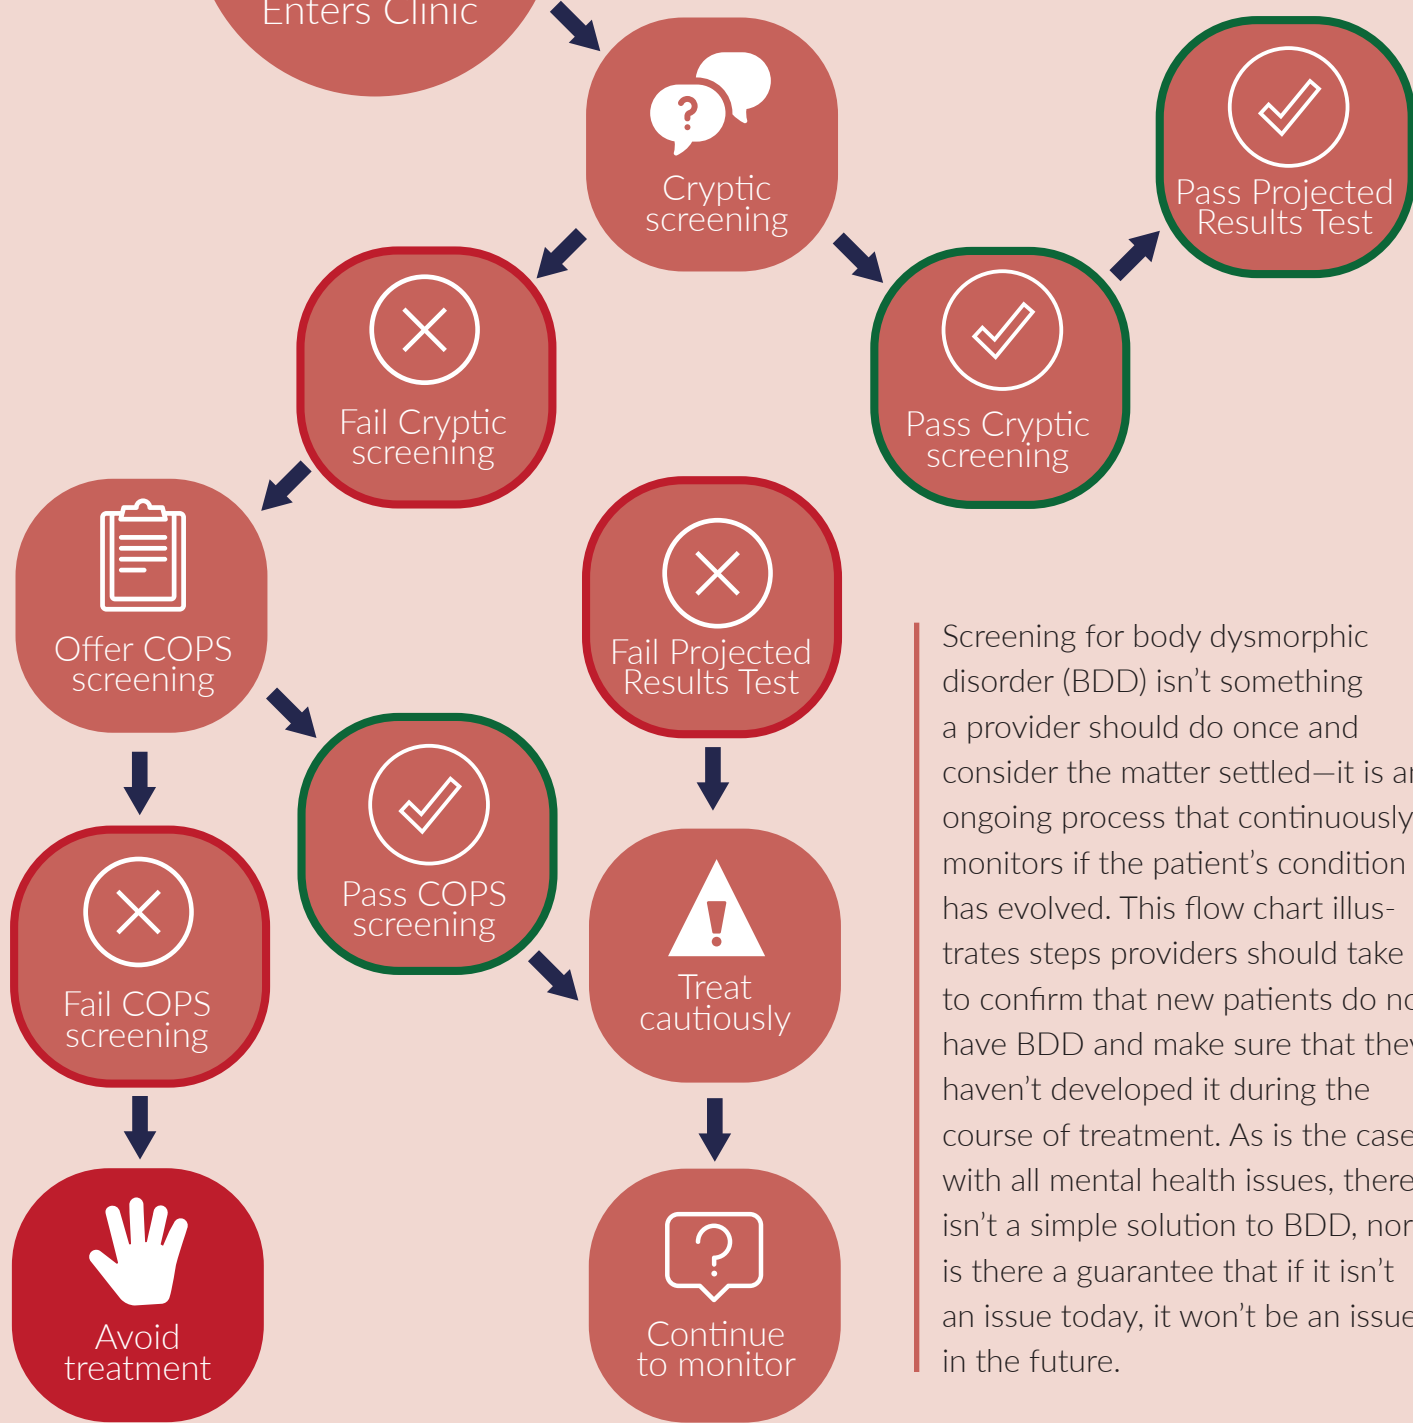 Enters Clinic
Cryptic
screening
Pass Projected
Results Test
Fail Cryptic
screening
Pass Cryptic
screening
Offer COPS
screening
Fail Projected
Results Test
Pass COPS
screening
Fail COPS
screening
Treat
cautiously
Avoid
treatment
Continue
to monitor
Screening for body dysmorphic
disorder (BDD) isn’t something
a provider should do once and
consider the matter settled—it is
ongoing process that continuously
monitors if the patient’s condition
has evolved. This flow chart illus-
trates steps providers should take
to confirm that new patients do
have BDD and make sure that
haven’t developed it during the
course of treatment. As is the case
with all mental health issues, there
isn’t a simple solution to BDD, nor
is there a guarantee that if it isn’t
an issue today, it won’t be an issue
in the future.